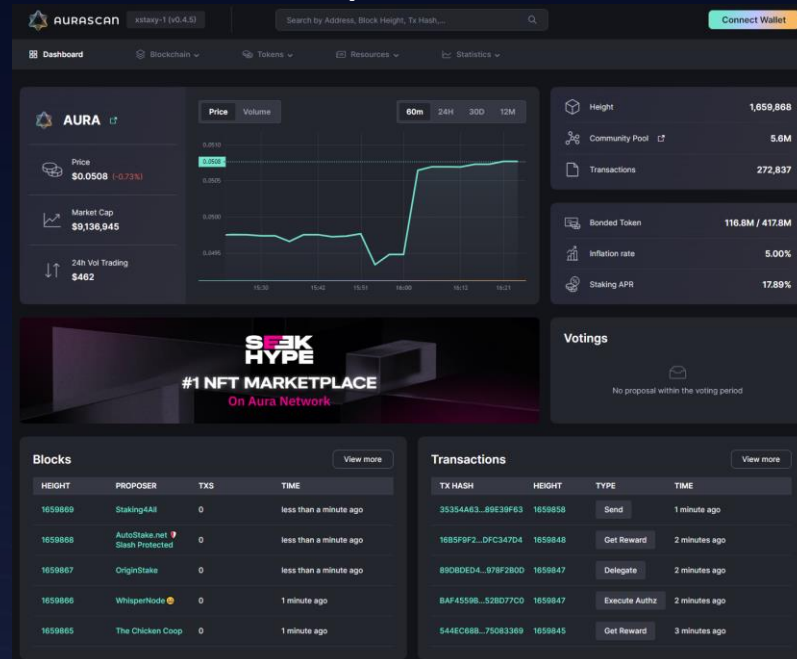 AURASCAN
xstaxy-1 (v0.4.5)
Search by Address, Block Height, Tx Hash,...
Connect Wallet
Dashboard
Blockchain
Tokens
Resources
Statistics
AURA
Price
$0.0508 (-0.73%)
Market Cap
$9,136,945
24h Vol Trading
$462
Price Volume
60m 24H 30D 12M
0.0510
0.0508
0.0505
0.0500
0.0495
15:30 15:42 15:51 16:00 16:12 16:21
Height 1,659,868
Community Pool 5.6M
Transactions 272,837
Bonded Token 116.8M / 417.8M
Inflation rate 5.00%
Staking APR 17.89%
SEEK
HYPE
#1 NFT MARKETPLACE
On Aura Network
Votings
No proposal within the voting period
Blocks View more
HEIGHT PROPOSER TXS TIME
1659869 Staking4All 0 less than a minute ago
1659868 AutoStake.net 🛡 Slash Protected 0 less than a minute ago
1659867 OriginStake 0 less than a minute ago
1659866 WhisperNode 🤐 0 1 minute ago
1659865 The Chicken Coop 0 1 minute ago
Transactions View more
TX HASH HEIGHT TYPE TIME
35354A63...89E39F63 1659858 Send 1 minute ago
16B5F9F2...DFC347D4 1659848 Get Reward 2 minutes ago
89DBDED4...978F2B0D 1659847 Delegate 2 minutes ago
BAF4559B...52BD77C0 1659847 Execute Authz 2 minutes ago
544EC68B...75083369 1659845 Get Reward 3 minutes ago